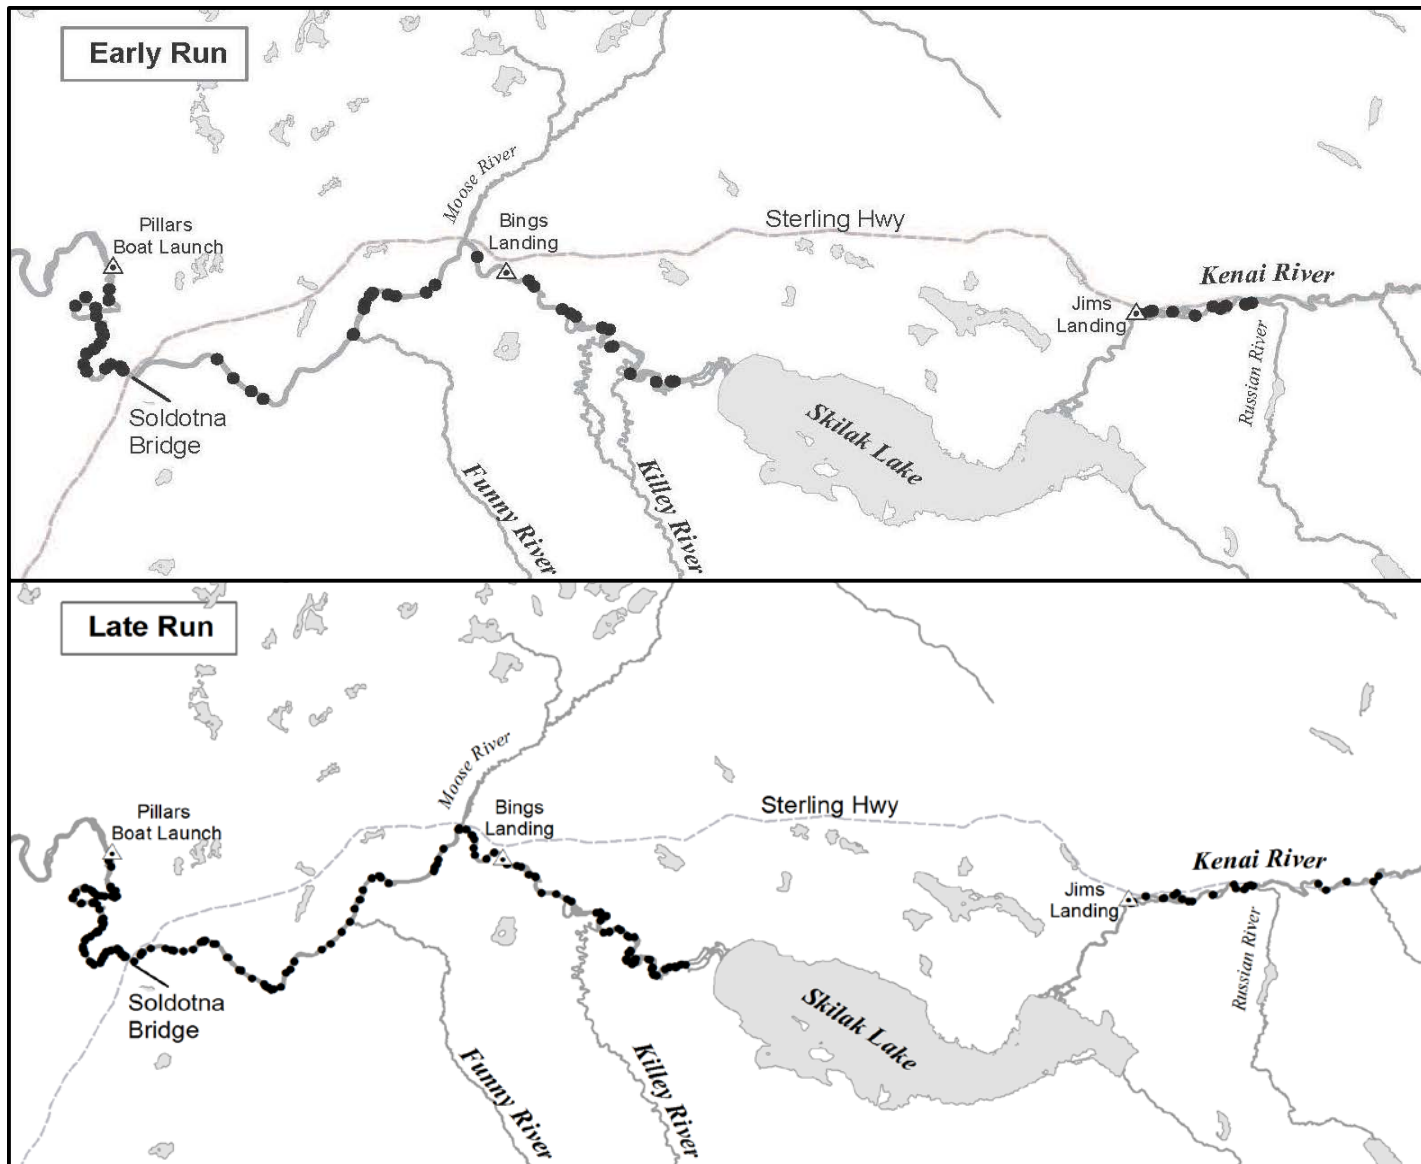 Early Run
Moose River
Pillars
Boat Launch
Bings
Landing
Sterling Hwy
Kenai River
Jims
Landing
Russian River
Soldotna
Bridge
Skilak Lake
Funny River
Killey River
Late Run
Moose River
Pillars
Boat Launch
Bings
Landing
Sterling Hwy
Kenai River
Jims
Landing
Russian River
Soldotna
Bridge
Skilak Lake
Funny River
Killey River